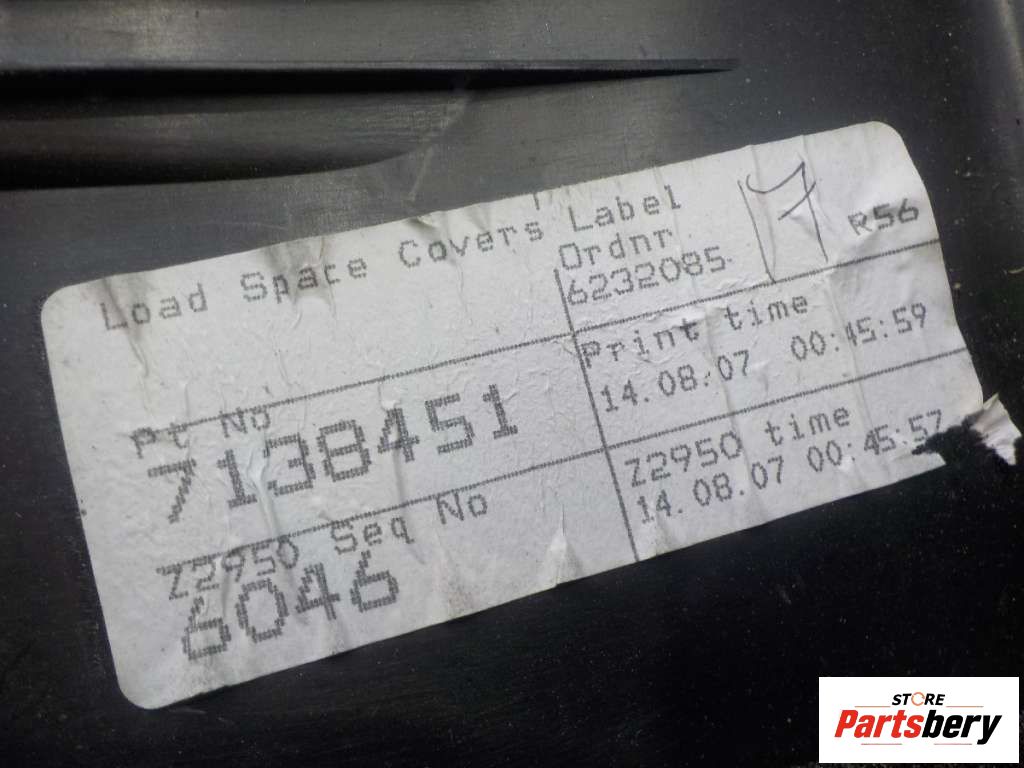 Load Space Covers Label
Ordnr
6232085
7
R56
Pt No
7138451
Print time
14.08.07 00:45:59
Z2950 Seq No
6046
Z2950 time
14.08.07 00:45:57
STORE
Partsbery